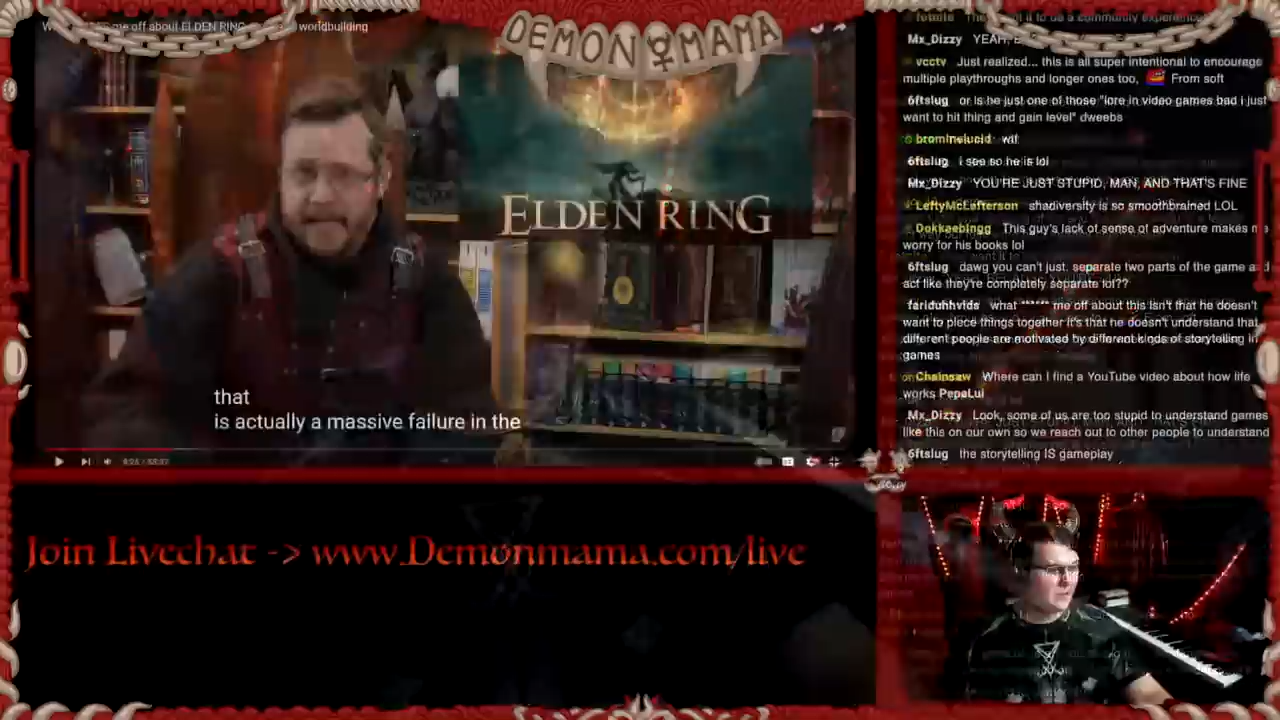 me off about ELDEN RING
worldbuilding
DEMON MAMA
ELDEN RING
that
is actually a massive failure in the
Join Livechat -> www.Demonmama.com/live
Mx_Dizzy YEAH,
vcctv Just realized... this is all super intentional to encourage
multiple playthroughs and longer ones too, From soft
6ftslug or is he just one of those "lore in video games bad i just
want to hit thing and gain level" dweebs
6ftslug i see so he is lol
Mx_Dizzy YOU'RE JUST STUPID, MAN, AND THAT'S FINE
LeftyMcLefterson shadiversity is so smoothbrained LOL
Dokkaebingg This guy's lack of sense of adventure makes me
worry for his books lol
6ftslug dawg you can't just. separate two parts of the game and
act like they're completely separate lol??
fariduhhvids what ****** me off about this isn't that he doesn't
want to piece things together it's that he doesn't understand that
different people are motivated by different kinds of storytelling in
games
Chainsaw Where can I find a YouTube video about how life
works PepeLui
Mx_Dizzy Look, some of us are too stupid to understand games
like this on our own so we reach out to other people to understand
6ftslug the storytelling IS gameplay